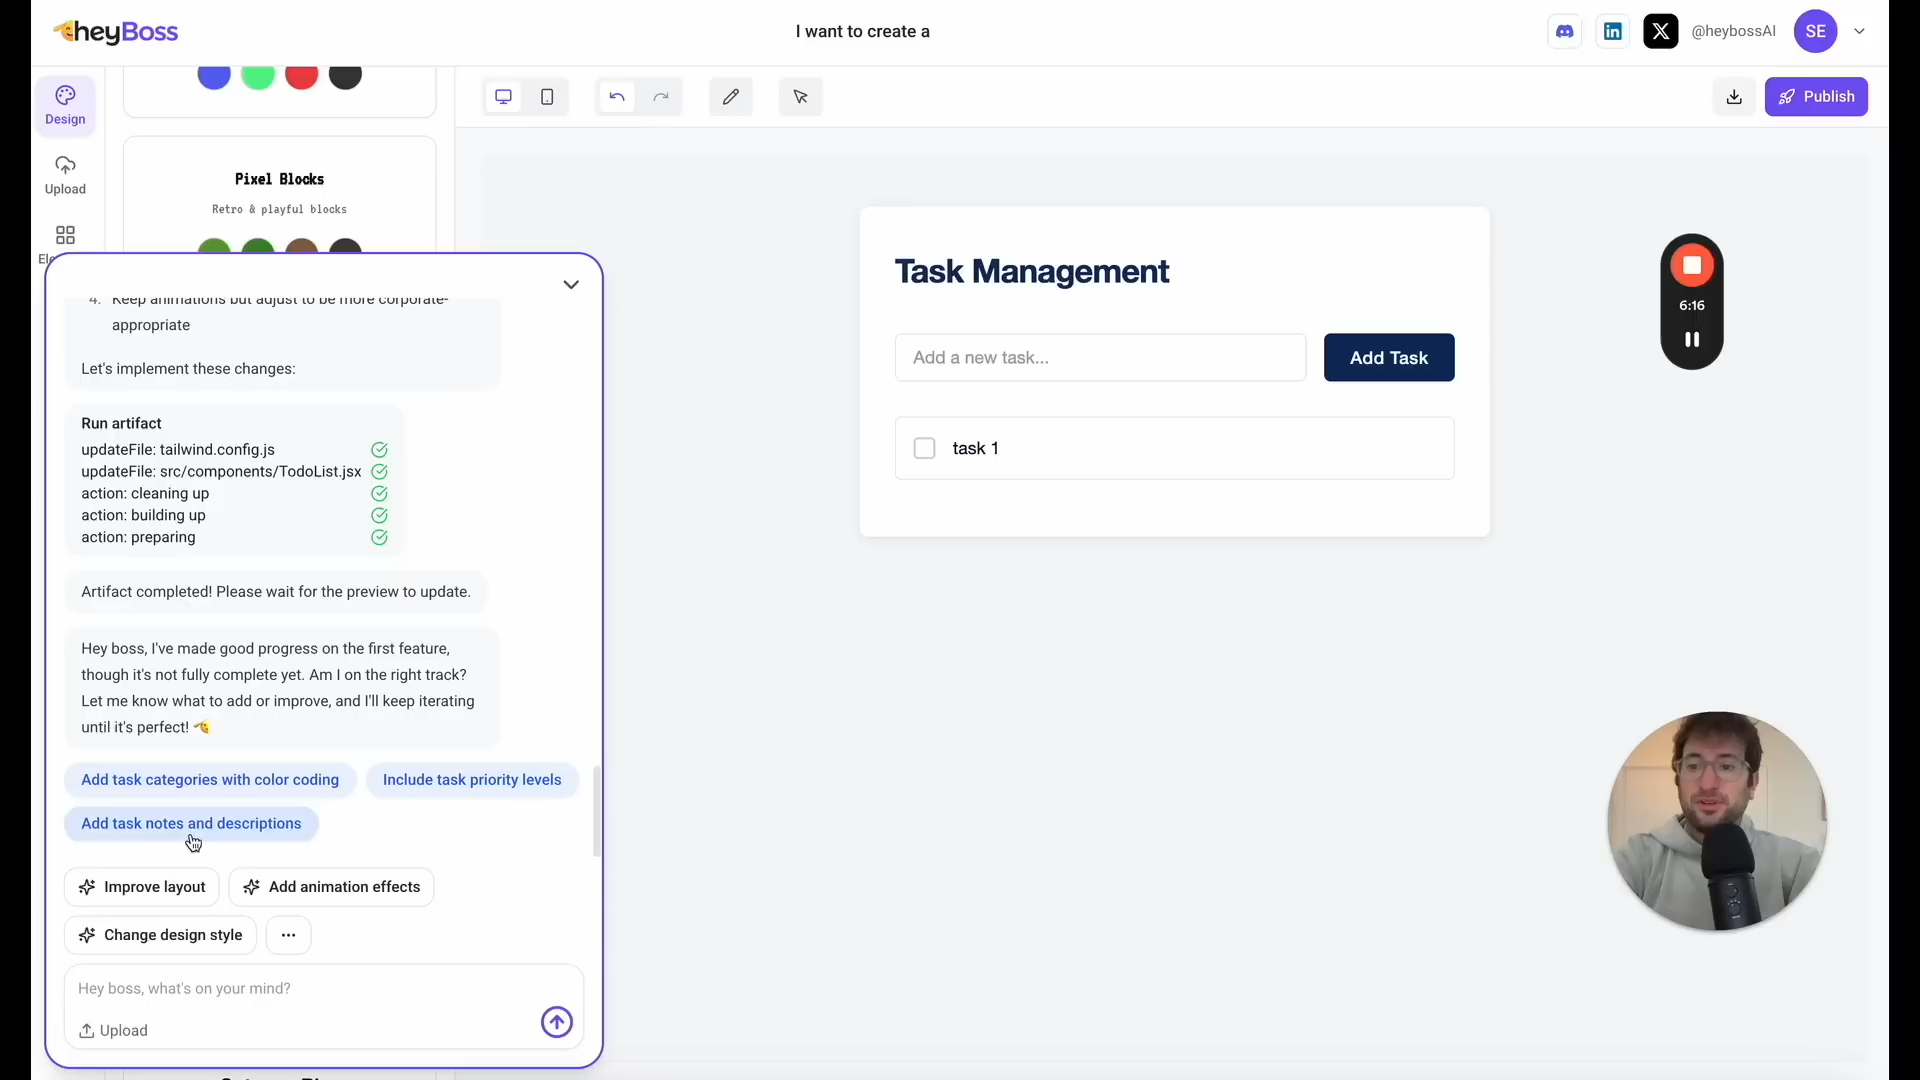 heyBoss
I want to create a
@heybossAI
SE
Design
Upload
Ele
Pixel Blocks
Retro & playful blocks
Publish
4. Keep animations but adjust to be more corporate-
appropriate
Let's implement these changes:
Run artifact
updateFile: tailwind.config.js
updateFile: src/components/TodoList.jsx
action: cleaning up
action: building up
action: preparing
Artifact completed! Please wait for the preview to update.
Hey boss, I've made good progress on the first feature,
though it's not fully complete yet. Am I on the right track?
Let me know what to add or improve, and I'll keep iterating
until it's perfect!
Add task categories with color coding
Include task priority levels
Add task notes and descriptions
Improve layout
Add animation effects
Change design style
...
Hey boss, what's on your mind?
Upload
Task Management
Add a new task...
Add Task
task 1
6:16